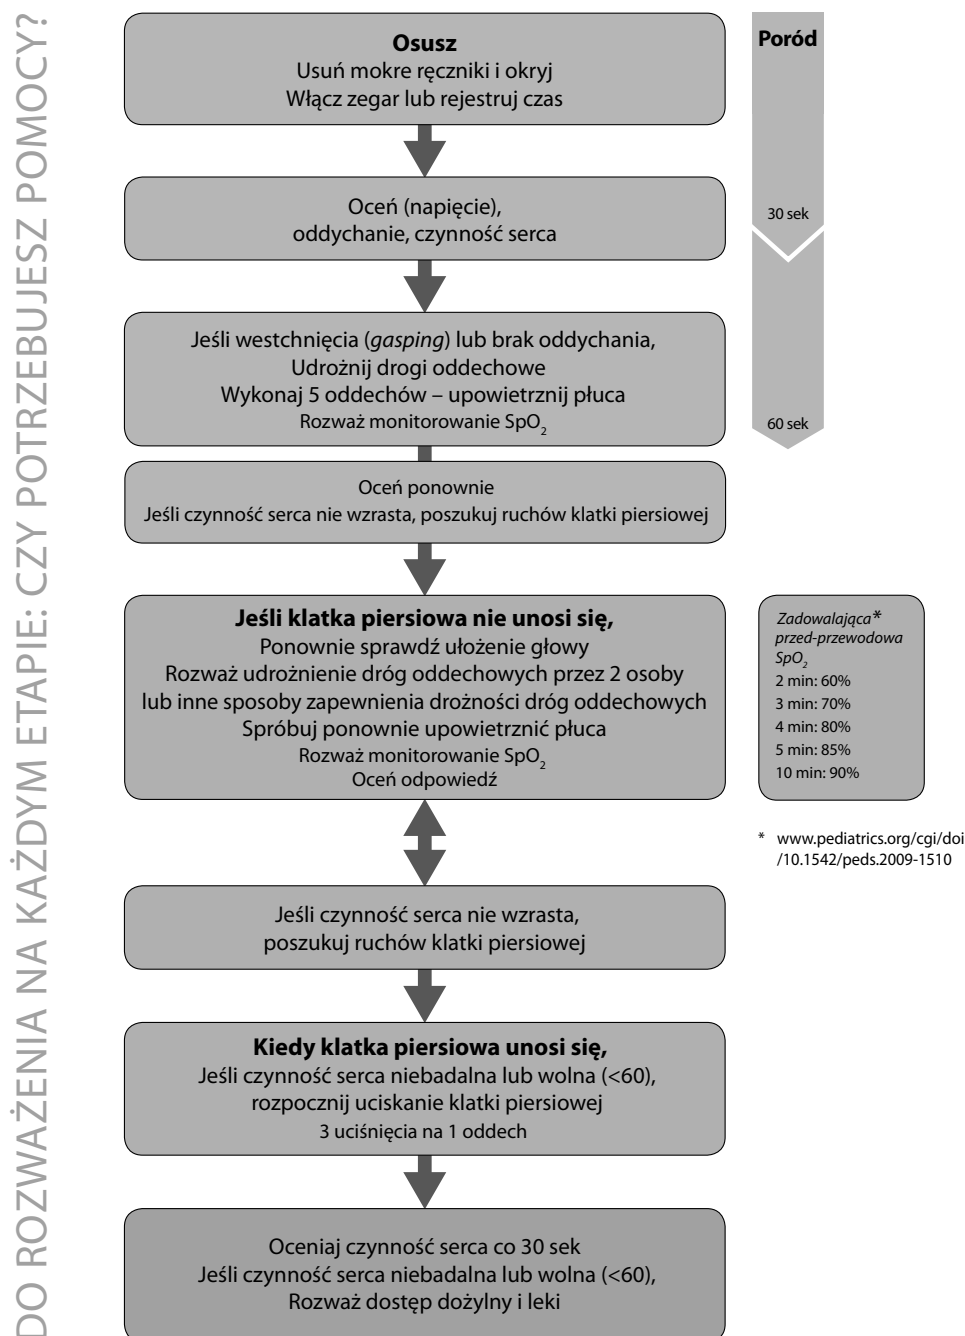 DO ROZWAŻENIA NA KAŻDYM ETAPIE: CZY POTRZEBUJESZ POMOCY?
Osusz
Usuń mokre ręczniki i okryj
Włącz zegar lub rejestruj czas
Poród
Oceń (napięcie),
oddychanie, czynność serca
30 sek
Jeśli westchnięcia (gasping) lub brak oddychania,
Udrożnij drogi oddechowe
Wykonaj 5 oddechów – upowietrznij płuca
Rozważ monitorowanie SpO₂
60 sek
Oceń ponownie
Jeśli czynność serca nie wzrasta, poszukuj ruchów klatki piersiowej
Jeśli klatka piersiowa nie unosi się,
Ponownie sprawdź ułożenie głowy
Rozważ udrożnienie dróg oddechowych przez 2 osoby
lub inne sposoby zapewnienia drożności dróg oddechowych
Spróbuj ponownie upowietrznić płuca
Rozważ monitorowanie SpO₂
Oceń odpowiedź
Zadowalająca*
przed-przewodowa
SpO₂
2 min: 60%
3 min: 70%
4 min: 80%
5 min: 85%
10 min: 90%
* www.pediatrics.org/cgi/doi
/10.1542/peds.2009-1510
Jeśli czynność serca nie wzrasta,
poszukuj ruchów klatki piersiowej
Kiedy klatka piersiowa unosi się,
Jeśli czynność serca niebadalna lub wolna (<60),
rozpocznij uciskanie klatki piersiowej
3 uciśnięcia na 1 oddech
Oceniaj czynność serca co 30 sek
Jeśli czynność serca niebadalna lub wolna (<60),
Rozważ dostęp dożylny i leki